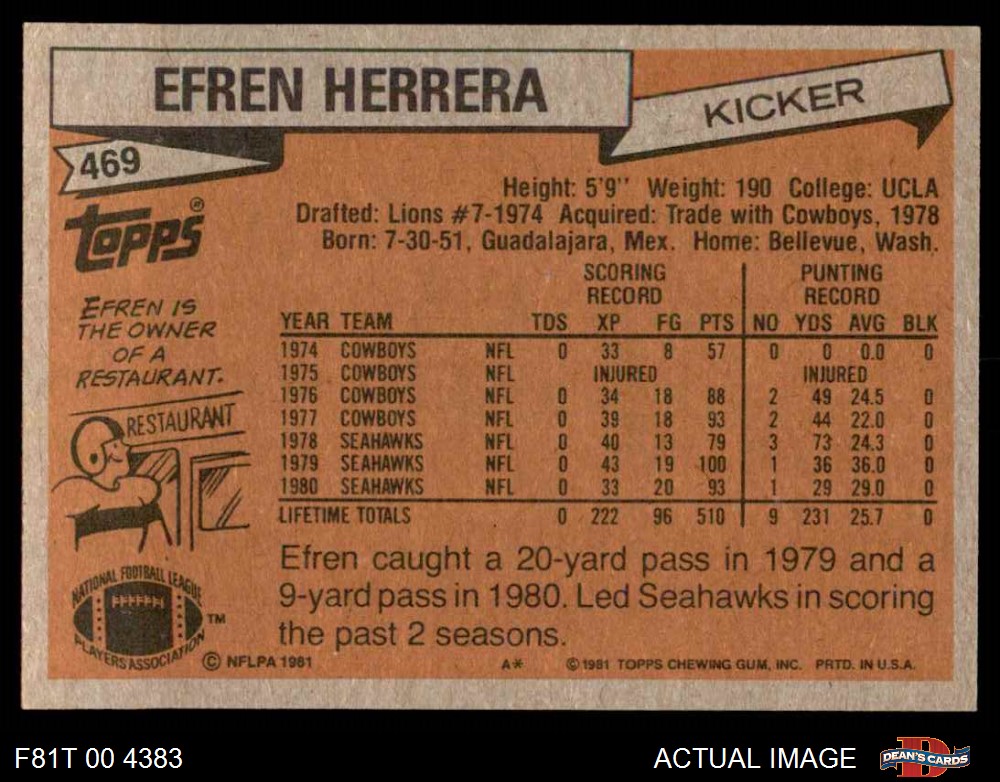 EFREN HERRERA
KICKER
469
TOPPS®
Height: 5'9'' Weight: 190 College: UCLA
Drafted: Lions #7-1974 Acquired: Trade with Cowboys, 1978
Born: 7-30-51, Guadalajara, Mex. Home: Bellevue, Wash.
EFREN IS
THE OWNER
OF A
RESTAURANT.
RESTAURANT
SCORING PUNTING
RECORD RECORD
YEAR TEAM TDS XP FG PTS NO YDS AVG BLK
1974 COWBOYS NFL 0 33 8 57 0 0 0.0 0
1975 COWBOYS NFL INJURED INJURED
1976 COWBOYS NFL 0 34 18 88 2 49 24.5 0
1977 COWBOYS NFL 0 39 18 93 2 44 22.0 0
1978 SEAHAWKS NFL 0 40 13 79 3 73 24.3 0
1979 SEAHAWKS NFL 0 43 19 100 1 36 36.0 0
1980 SEAHAWKS NFL 0 33 20 93 1 29 29.0 0
LIFETIME TOTALS 0 222 96 510 9 231 25.7 0
Efren caught a 20-yard pass in 1979 and a
9-yard pass in 1980. Led Seahawks in scoring
the past 2 seasons.
NATIONAL FOOTBALL LEAGUE
PLAYERS ASSOCIATION
TM
© NFLPA 1981 A* © 1981 TOPPS CHEWING GUM, INC. PRTD. IN U.S.A.
F81T 00 4383 ACTUAL IMAGE DEAN'S CARDS